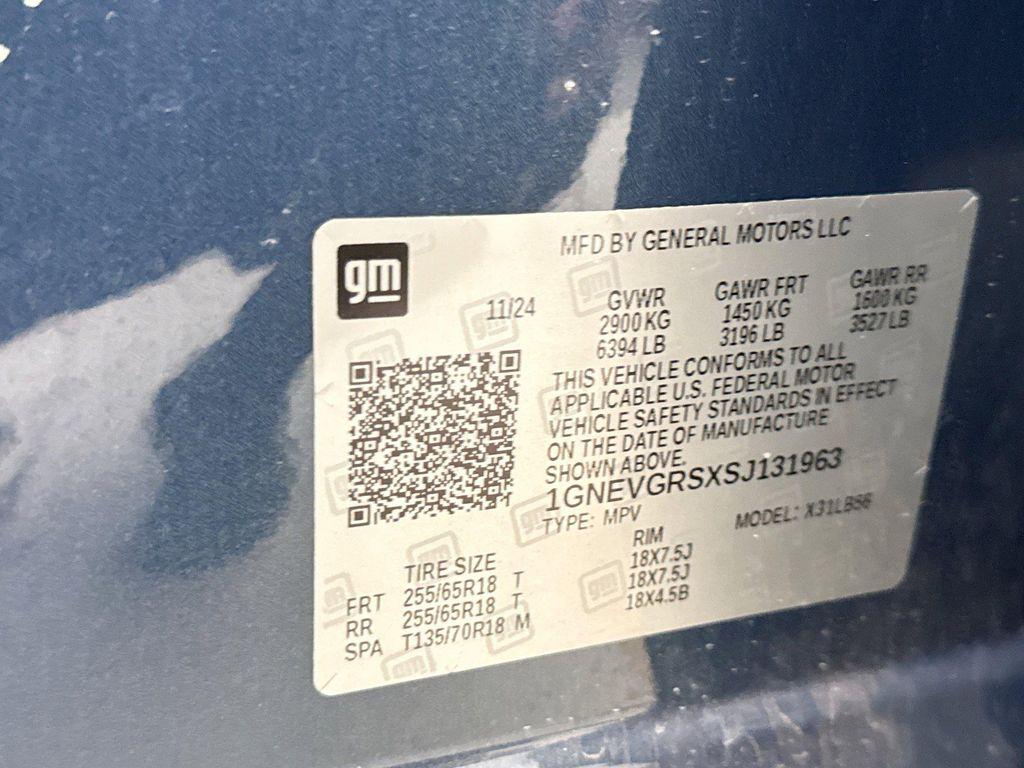 gm
MFD BY GENERAL MOTORS LLC
11/24
GVWR GAWR FRT GAWR RR
2900 KG 1450 KG 1600 KG
6394 LB 3196 LB 3527 LB
THIS VEHICLE CONFORMS TO ALL
APPLICABLE U.S. FEDERAL MOTOR
VEHICLE SAFETY STANDARDS IN EFFECT
ON THE DATE OF MANUFACTURE
SHOWN ABOVE.
1GNEVGRSXSJ131963
TYPE: MPV MODEL: X31LB56
TIRE SIZE RIM
FRT 255/65R18 T 18X7.5J
RR 255/65R18 T 18X7.5J
SPA T135/70R18 M 18X4.5B